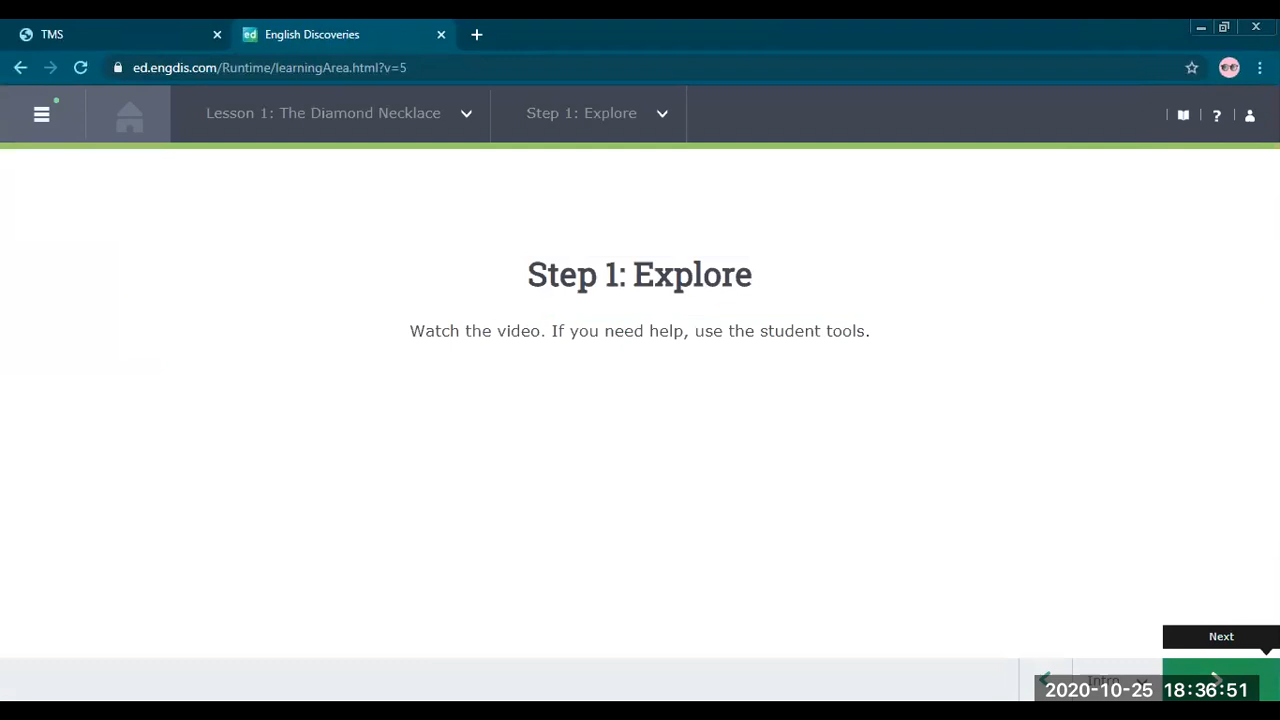 TMS
ed English Discoveries
ed.engdis.com/Runtime/learningArea.html?v=5
Lesson 1: The Diamond Necklace
Step 1: Explore
?
Step 1: Explore
Watch the video. If you need help, use the student tools.
Next
Intro
2020-10-25 18:36:51